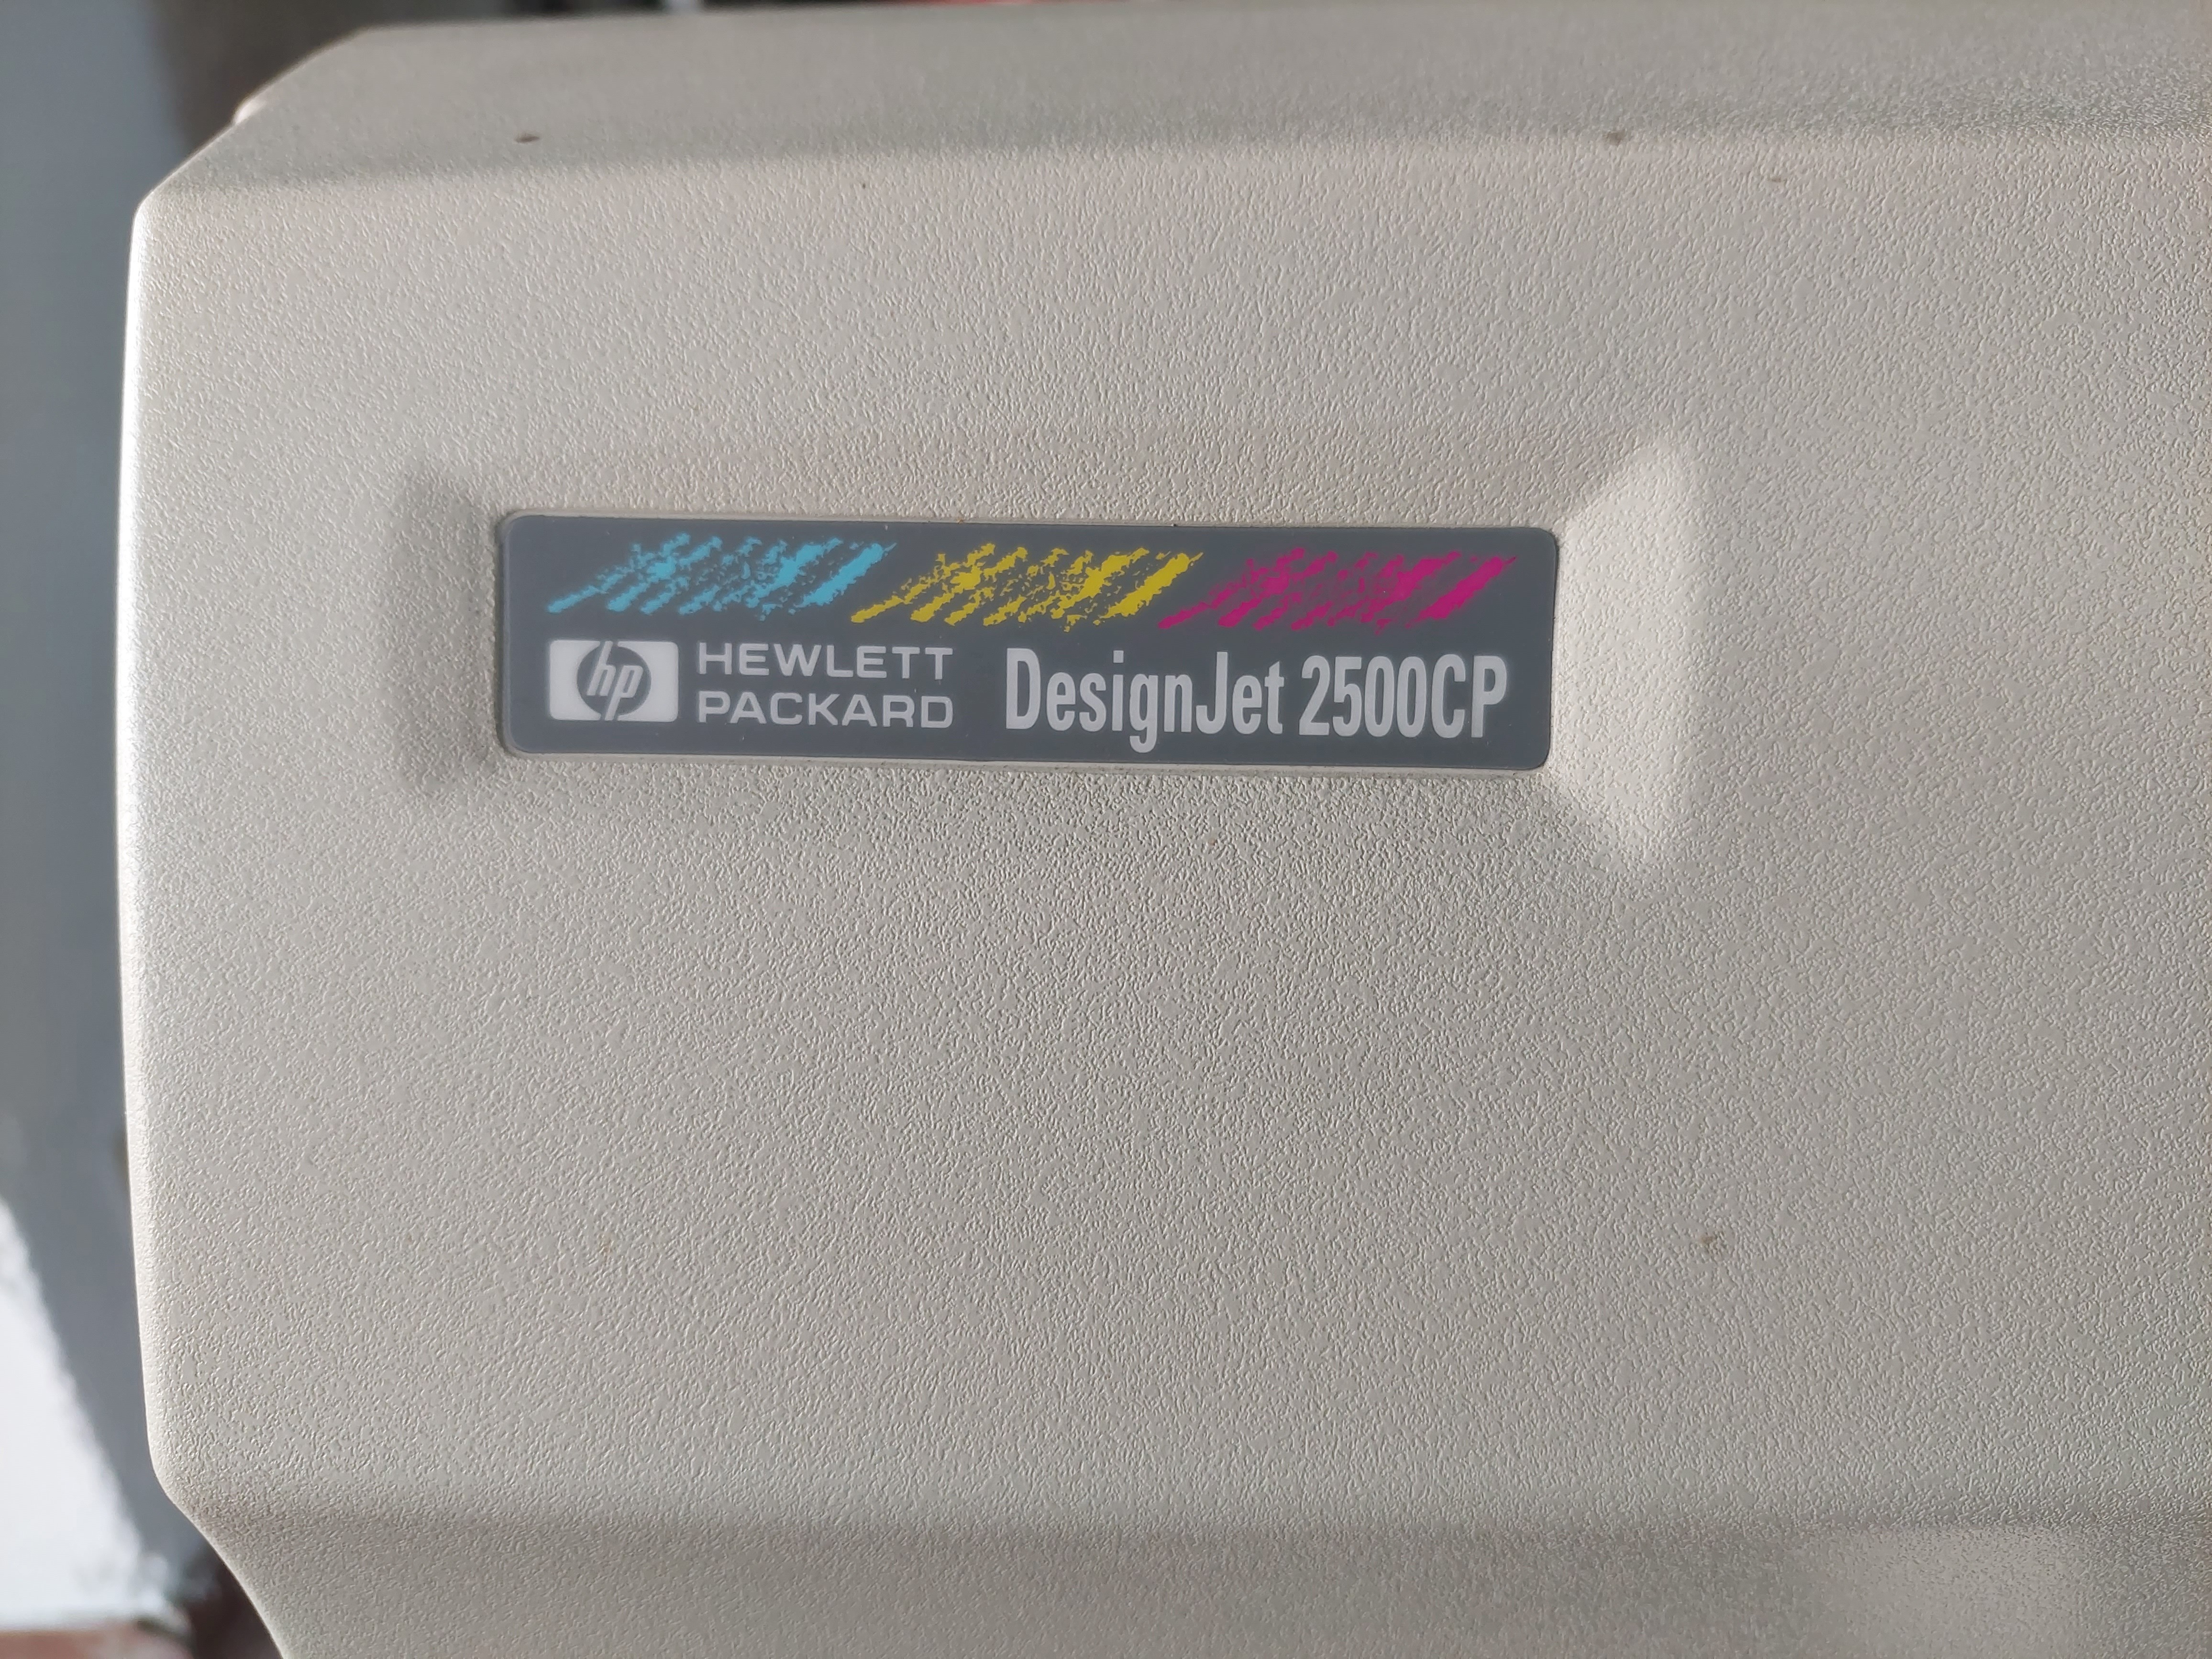 hp HEWLETT
PACKARD
DesignJet 2500CP